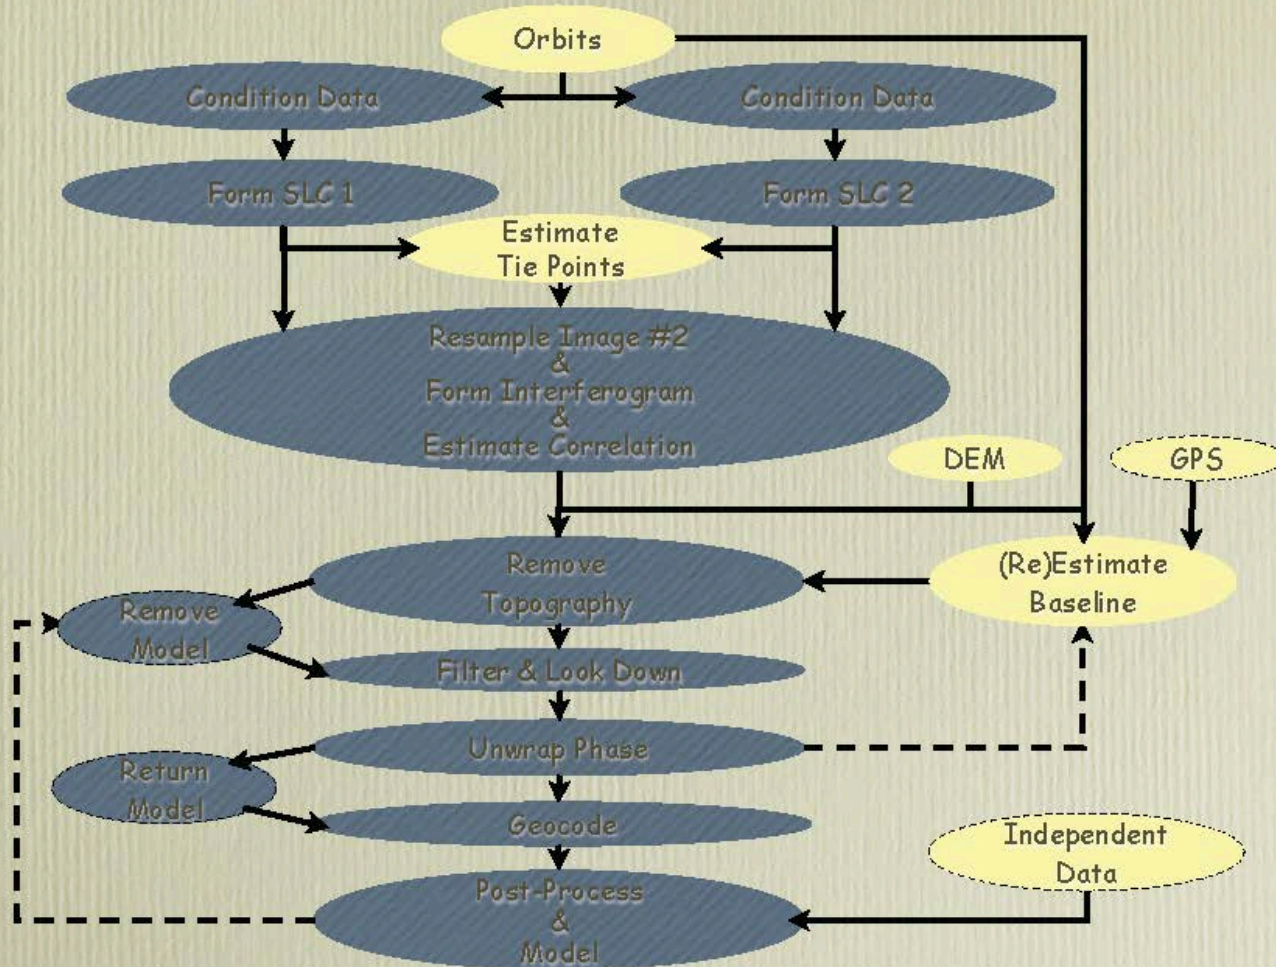 Orbits
Condition Data
Condition Data
Form SLC 1
Form SLC 2
Estimate
Tie Points
Resample Image #2
&
Form Interferogram
&
Estimate Correlation
DEM
GPS
Remove
Topography
(Re)Estimate
Baseline
Remove
Model
Filter & Look Down
Unwrap Phase
Return
Model
Geocode
Independent
Data
Post-Process
&
Model